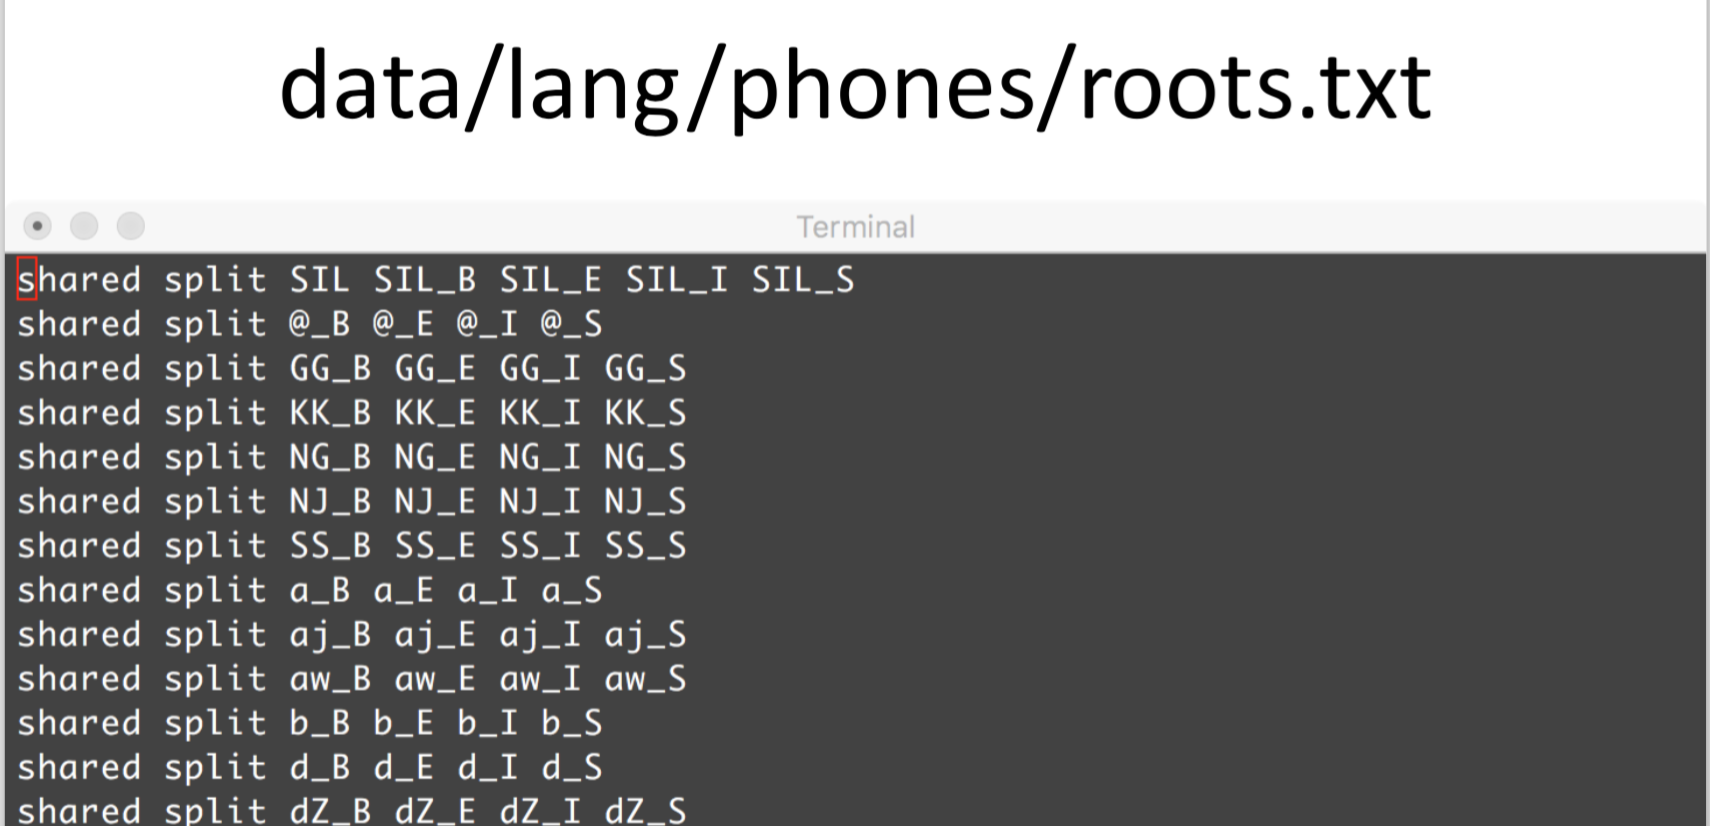 data/lang/phones/roots.txt
Terminal
shared split SIL SIL_B SIL_E SIL_I SIL_S
shared split @_B @_E @_I @_S
shared split GG_B GG_E GG_I GG_S
shared split KK_B KK_E KK_I KK_S
shared split NG_B NG_E NG_I NG_S
shared split NJ_B NJ_E NJ_I NJ_S
shared split SS_B SS_E SS_I SS_S
shared split a_B a_E a_I a_S
shared split aj_B aj_E aj_I aj_S
shared split aw_B aw_E aw_I aw_S
shared split b_B b_E b_I b_S
shared split d_B d_E d_I d_S
shared split dZ_B dZ_E dZ_I dZ_S